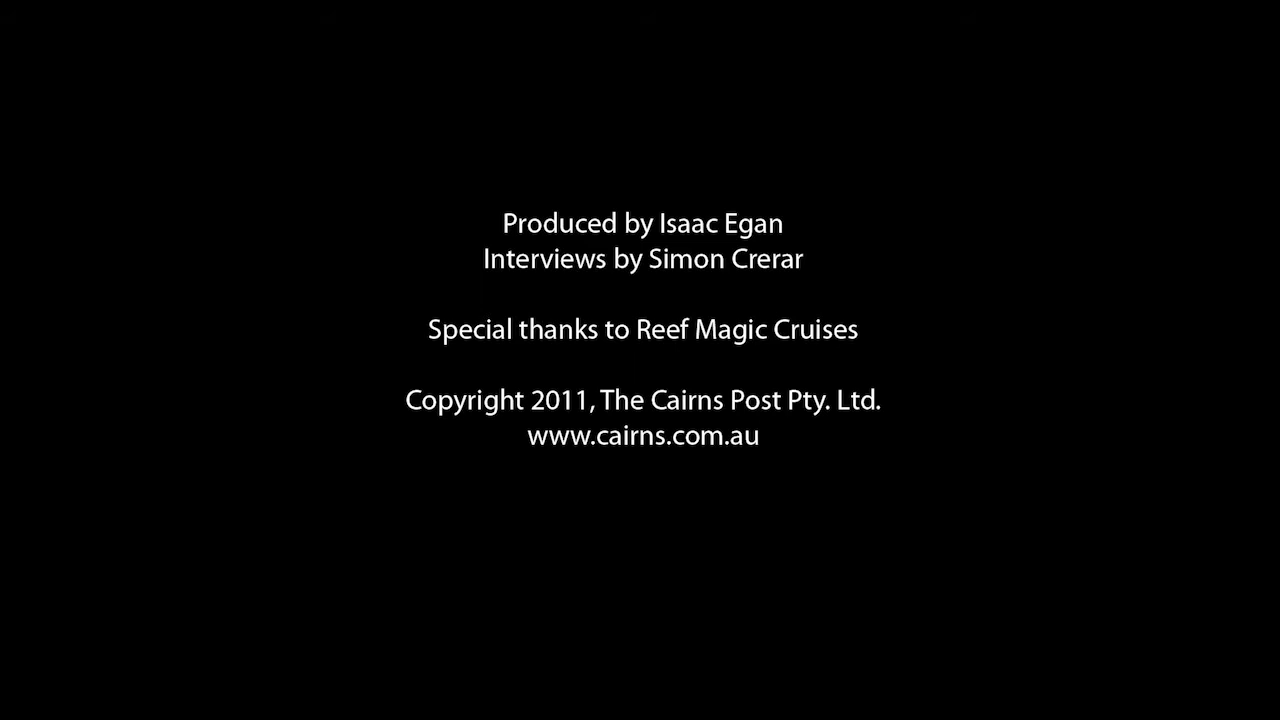 Produced by Isaac Egan
Interviews by Simon Crerar
Special thanks to Reef Magic Cruises
Copyright 2011, The Cairns Post Pty. Ltd.
www.cairns.com.au